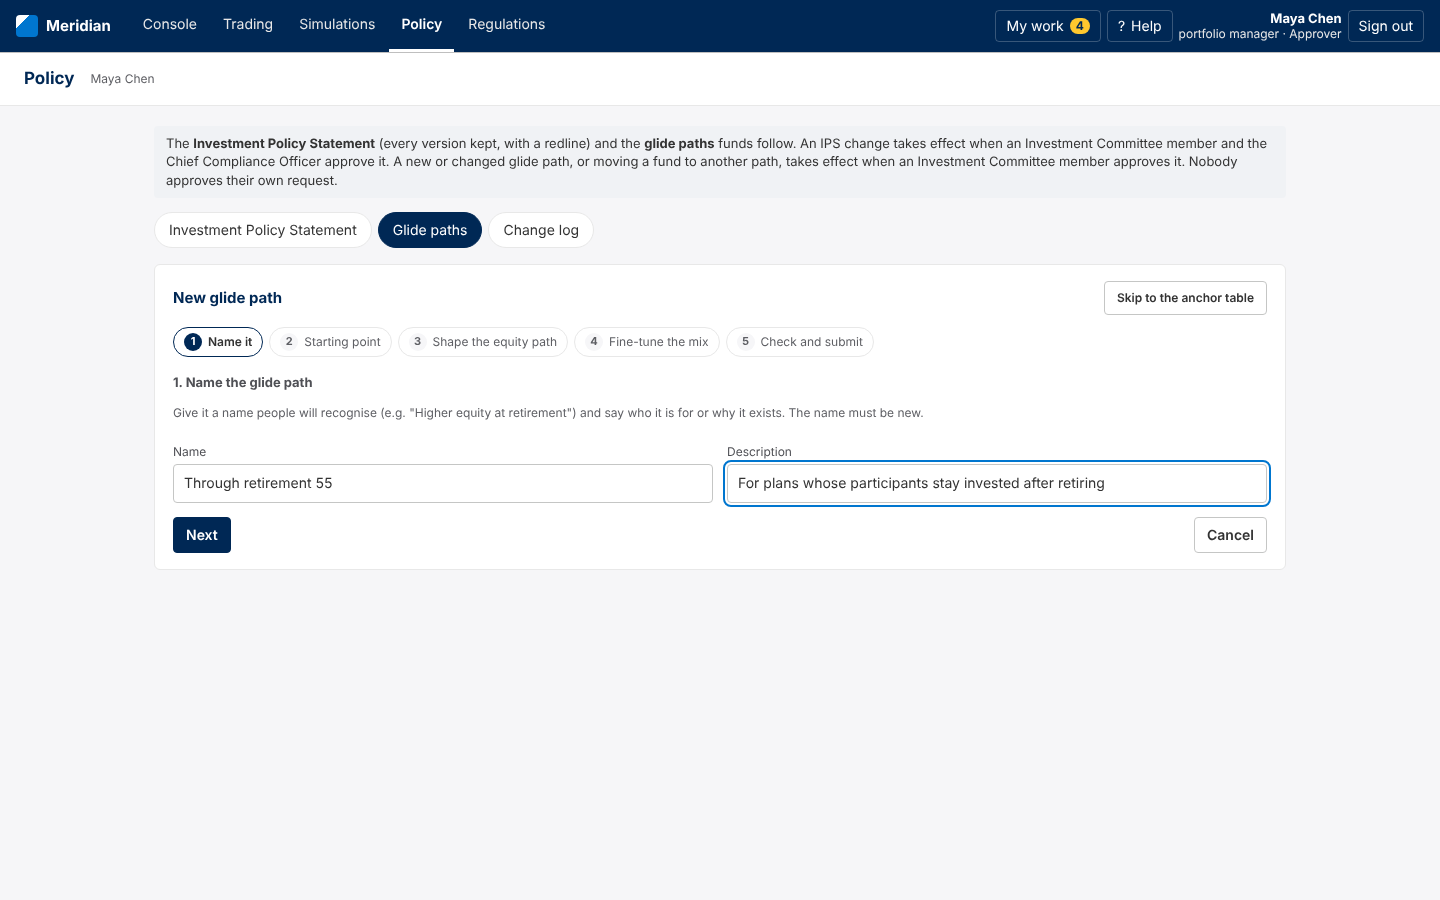 Meridian
Console
Trading
Simulations
Policy
Regulations
My work 4
? Help
Maya Chen
portfolio manager · Approver
Sign out
Policy
Maya Chen
The Investment Policy Statement (every version kept, with a redline) and the glide paths funds follow. An IPS change takes effect when an Investment Committee member and the
Chief Compliance Officer approve it. A new or changed glide path, or moving a fund to another path, takes effect when an Investment Committee member approves it. Nobody
approves their own request.
Investment Policy Statement
Glide paths
Change log
New glide path
Skip to the anchor table
1 Name it
2 Starting point
3 Shape the equity path
4 Fine-tune the mix
5 Check and submit
1. Name the glide path
Give it a name people will recognise (e.g. "Higher equity at retirement") and say who it is for or why it exists. The name must be new.
Name
Description
Through retirement 55
For plans whose participants stay invested after retiring
Next
Cancel